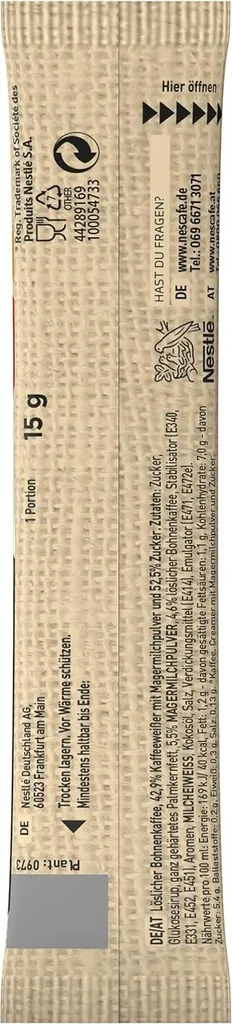 Hier öffnen
* Reg. Trademark of Société des
Produits Nestlé S.A.
OTHER
44289169
1000054733
15 g
1 Portion
DE
Nestlé Deutschland AG,
60523 Frankfurt am Main
Trocken lagern. Vor Wärme schützen.
Mindestens haltbar bis Ende:
Plant: 0973
HAST DU FRAGEN?
DE
www.nescafe.de
Tel.: 069 6671 3071
AT
www.nescafe.at
Nestlé
DE/AT Löslicher Bohnenkaffee, 42,9% Kaffeeweißer mit Magermilchpulver und 52,5% Zucker. Zutaten: Zucker,
Glukosesirup, ganz gehärtetes Palmkernfett, 5,5% MAGERMILCHPULVER, 4,6% löslicher Bohnenkaffee, Stabilisator (E340,
E331, E452, E451), Aromen, MILCHEIWEISS, Kokosöl, Salz, Verdickungsmittel (E414), Emulgator (E471, E472e).
Nährwerte pro 100 ml: Energie: 169 kJ/ 40 kcal, Fett: 1,2 g - davon gesättigte Fettsäuren: 1,1 g, Kohlenhydrate: 7,0 g - davon
Zucker: 5,4 g, Ballaststoffe: 0,2 g, Eiweiß: 0,3 g, Salz: 0,13 g. *Kaffee, Creamer mit Magermilchpulver und Zucker.